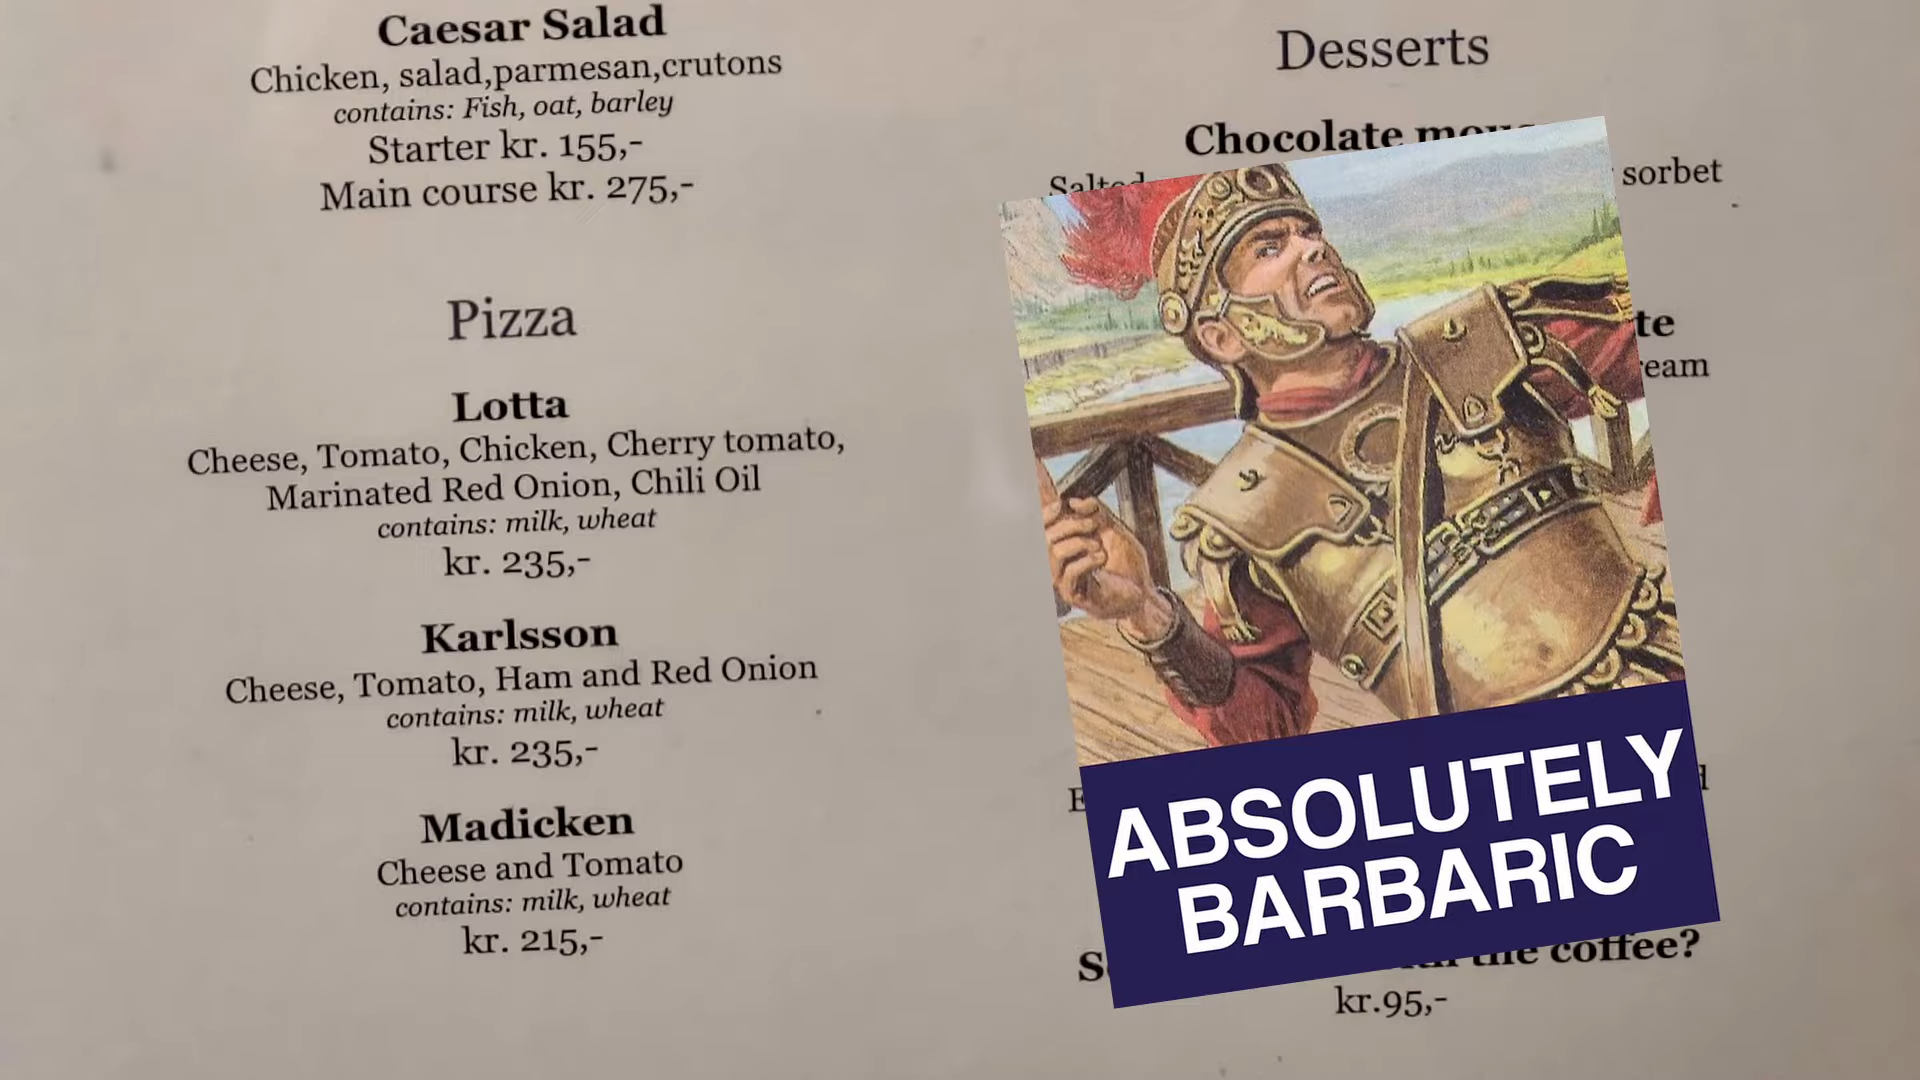 Caesar Salad
Chicken, salad,parmesan,crutons
contains: Fish, oat, barley
Starter kr. 155,-
Main course kr. 275,-
Pizza
Lotta
Cheese, Tomato, Chicken, Cherry tomato,
Marinated Red Onion, Chili Oil
contains: milk, wheat
kr. 235,-
Karlsson
Cheese, Tomato, Ham and Red Onion
contains: milk, wheat
kr. 235,-
Madicken
Cheese and Tomato
contains: milk, wheat
kr. 215,-
Desserts
Chocolate
Salted sorbet
ABSOLUTELY
BARBARIC
the coffee?
kr.95,-